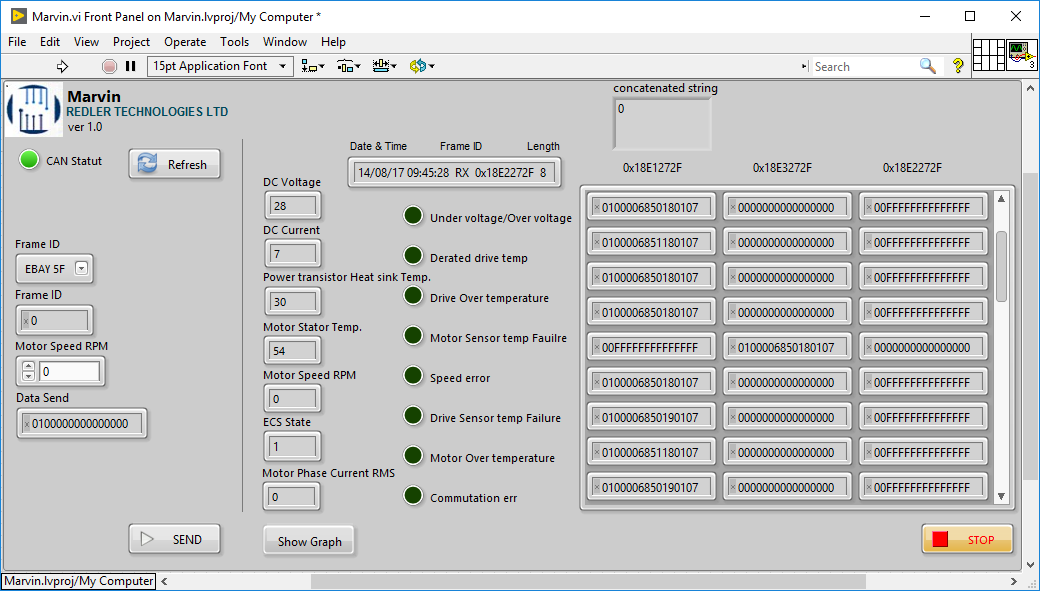 Marvin.vi Front Panel on Marvin.lvproj/My Computer *
File Edit View Project Operate Tools Window Help
15pt Application Font
Search
?
3
Marvin
REDLER TECHNOLOGIES LTD
ver 1.0
CAN Statut
Refresh
Frame ID
EBAY 5F
Frame ID
x 0
Motor Speed RPM
0
Data Send
x 0100000000000000
SEND
Date & Time Frame ID Length
14/08/17 09:45:28 RX 0x18E2272F 8
DC Voltage
28
DC Current
7
Power transistor Heat sink Temp.
30
Motor Stator Temp.
54
Motor Speed RPM
0
ECS State
1
Motor Phase Current RMS
0
Show Graph
Under voltage/Over voltage
Derated drive temp
Drive Over temperature
Motor Sensor temp Fauilre
Speed error
Drive Sensor temp Failure
Motor Over temperature
Commutation err
concatenated string
0
0x18E1272F 0x18E3272F 0x18E2272F
x 0100006850180107 x 0000000000000000 x 00FFFFFFFFFFFFFF
x 0100006851180107 x 0000000000000000 x 00FFFFFFFFFFFFFF
x 0100006850180107 x 0000000000000000 x 00FFFFFFFFFFFFFF
x 0100006850180107 x 0000000000000000 x 00FFFFFFFFFFFFFF
x 00FFFFFFFFFFFFFF x 0100006850180107 x 0000000000000000
x 0100006850180107 x 0000000000000000 x 00FFFFFFFFFFFFFF
x 0100006850190107 x 0000000000000000 x 00FFFFFFFFFFFFFF
x 0100006851180107 x 0000000000000000 x 00FFFFFFFFFFFFFF
x 0100006850190107 x 0000000000000000 x 00FFFFFFFFFFFFFF
STOP
Marvin.lvproj/My Computer